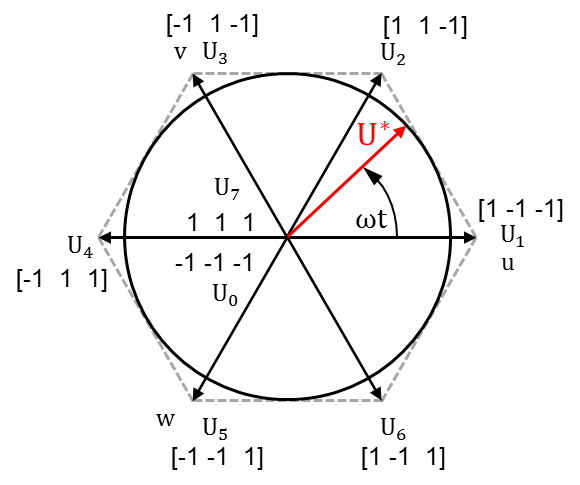 [-1 1 -1]
v U₃
[1 1 -1]
U₂
U*
U₇
1 1 1
ωt
[1 -1 -1]
U₁
u
U₄
[-1 1 1]
-1 -1 -1
U₀
w
U₅
[-1 -1 1]
U₆
[1 -1 1]